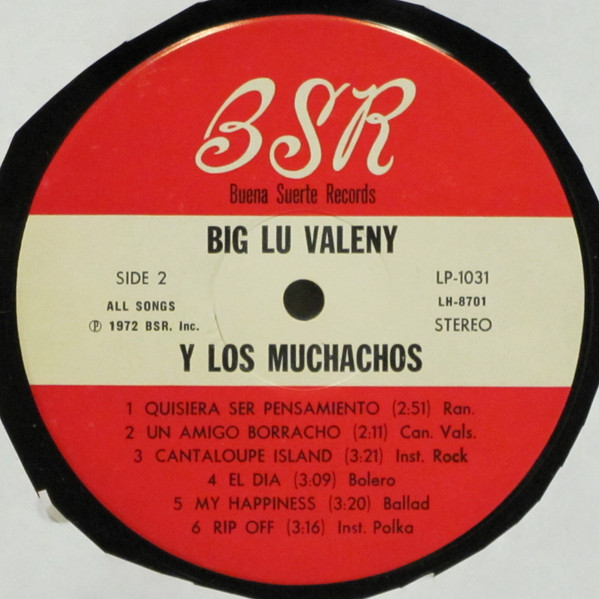 BSR
Buena Suerte Records
BIG LU VALENY
SIDE 2
LP-1031
ALL SONGS
LH-8701
℗ 1972 BSR, Inc.
STEREO
Y LOS MUCHACHOS
1 QUISIERA SER PENSAMIENTO (2:51) Ran.
2 UN AMIGO BORRACHO (2:11) Can. Vals.
3 CANTALOUPE ISLAND (3:21) Inst. Rock
4 EL DIA (3:09) Bolero
5 MY HAPPINESS (3:20) Ballad
6 RIP OFF (3:16) Inst. Polka